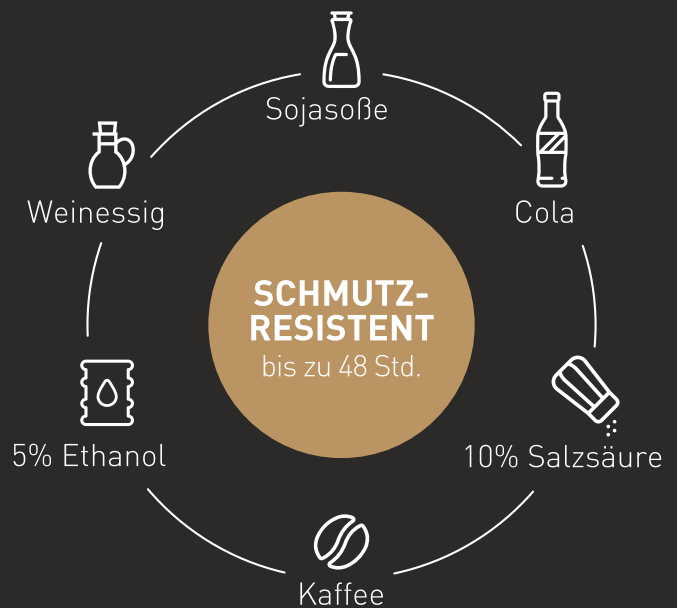 Sojasoße
Weinessig
Cola
SCHMUTZ-
RESISTENT
bis zu 48 Std.
5% Ethanol
10% Salzsäure
Kaffee